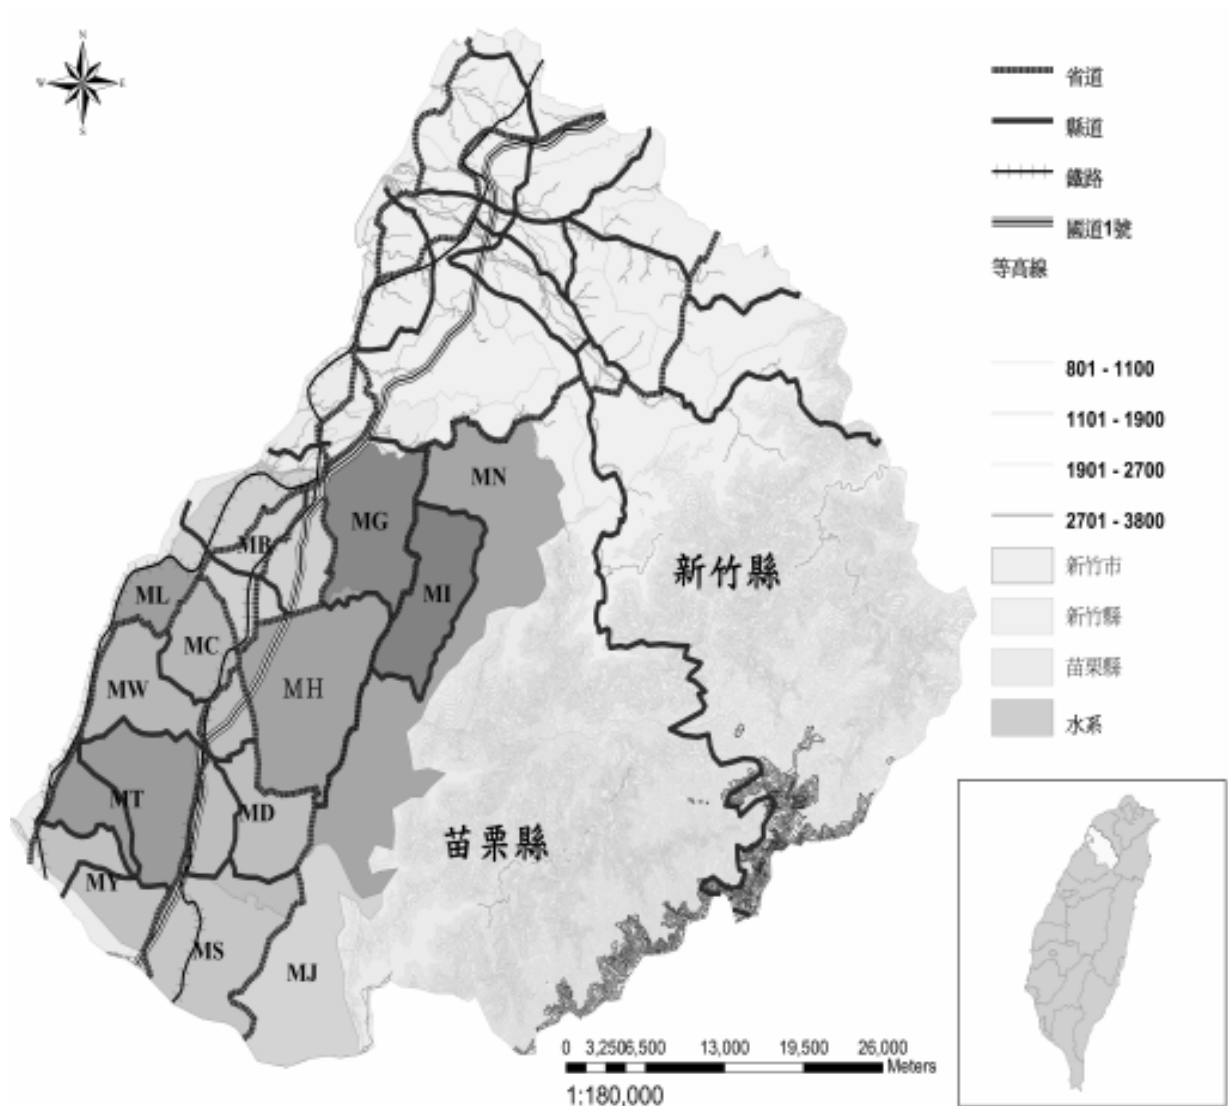 N
W
E
S
省道
縣道
鐵路
國道1號
等高線
801 - 1100
1101 - 1900
1901 - 2700
2701 - 3800
新竹市
新竹縣
苗栗縣
水系
MN
MG
MB
ML
MI
MC
MH
MW
MT
MD
MY
MS
MJ
新竹縣
苗栗縣
0 3,250 6,500 13,000 19,500 26,000
Meters
1:180,000